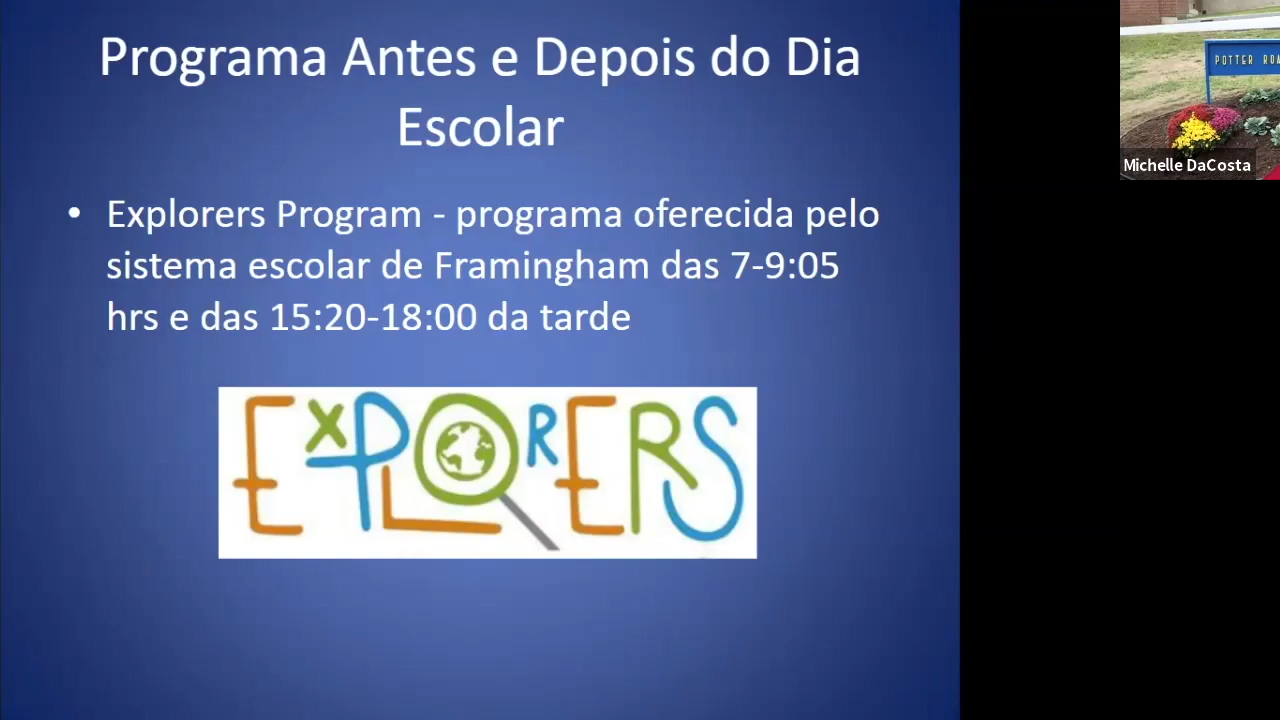 Programa Antes e Depois do Dia
Escolar
• Explorers Program - programa oferecida pelo
sistema escolar de Framingham das 7-9:05
hrs e das 15:20-18:00 da tarde
EXPLORERS
POTTER
Michelle DaCosta